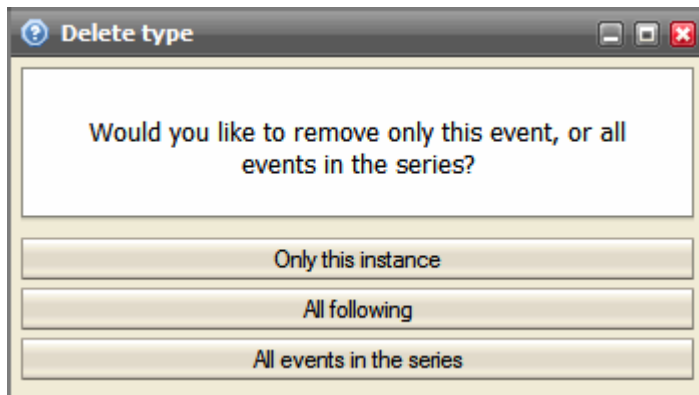 Delete type
Would you like to remove only this event, or all
events in the series?
Only this instance
All following
All events in the series